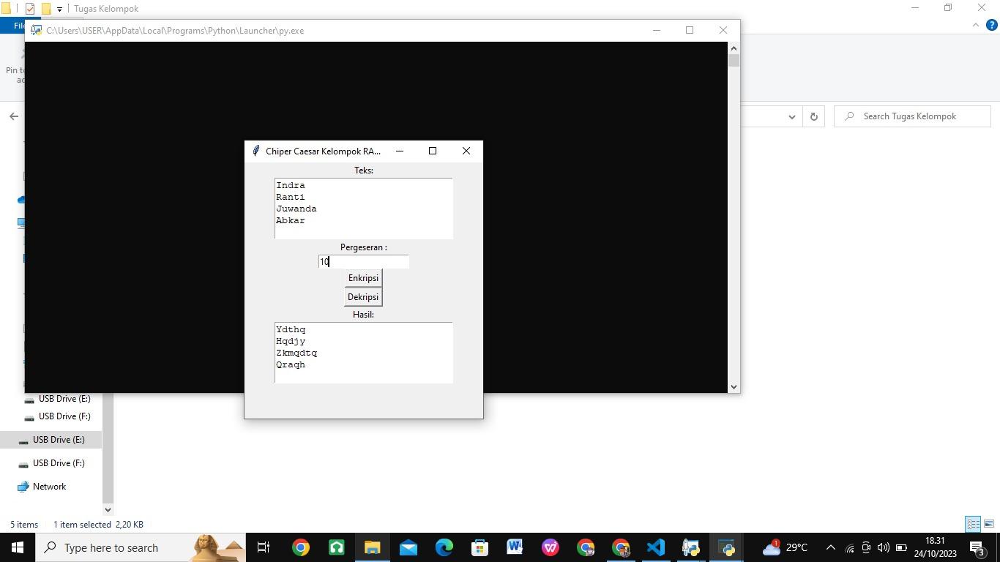 Tugas Kelompok
File
C:\Users\USER\AppData\Local\Programs\Python\Launcher\py.exe
Pin to
Search Tugas Kelompok
Chiper Caesar Kelompok RA...
Teks:
Indra
Ranti
Juwanda
Abkar
Pergeseran :
10
Enkripsi
Dekripsi
Hasil:
Ydthq
Hqdjy
Zkmqdtq
Qraqh
USB Drive (E:)
USB Drive (F:)
USB Drive (E:)
USB Drive (F:)
Network
5 items 1 item selected 2,20 KB
Type here to search
1
29°C
18.31
24/10/2023
3